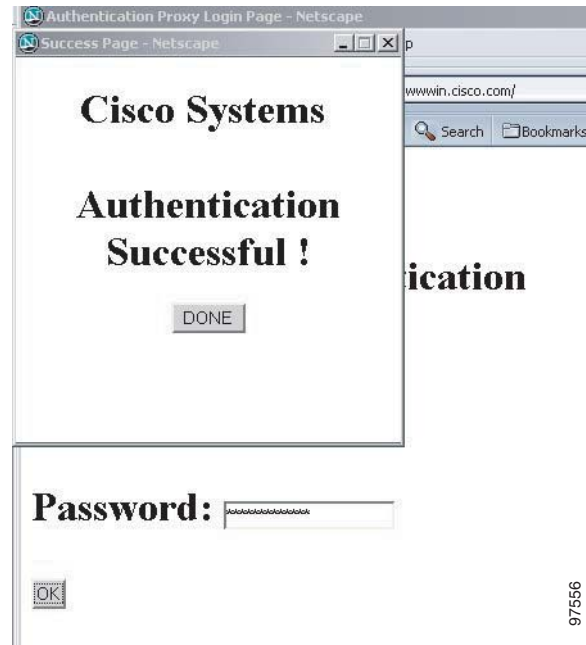 Authentication Proxy Login Page - Netscape
Success Page - Netscape
p
wwwin.cisco.com/
Search Bookmarks
Cisco Systems
Authentication
Successful !
ication
DONE
Password: **************
OK
97556